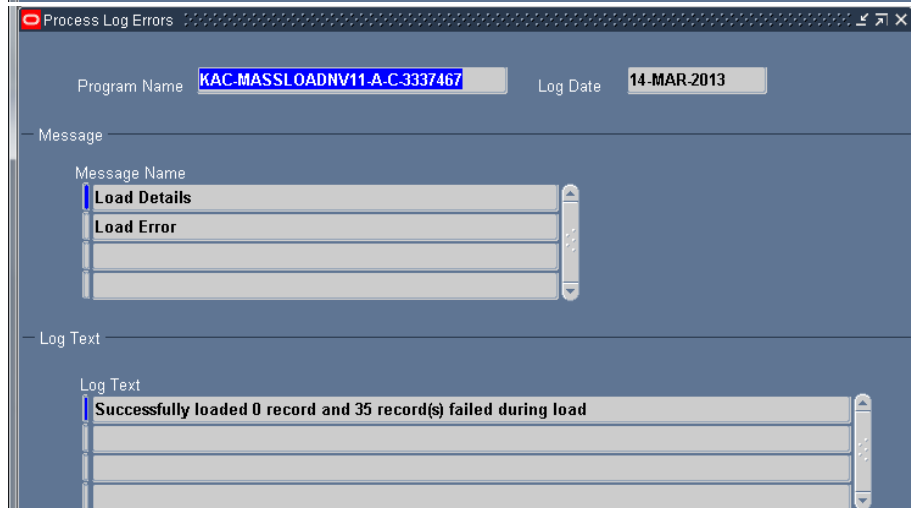 Process Log Errors
Program Name KAC-MASSLOADNV11-A-C-3337467 Log Date 14-MAR-2013
Message
Message Name
Load Details
Load Error
Log Text
Log Text
Successfully loaded 0 record and 35 record(s) failed during load